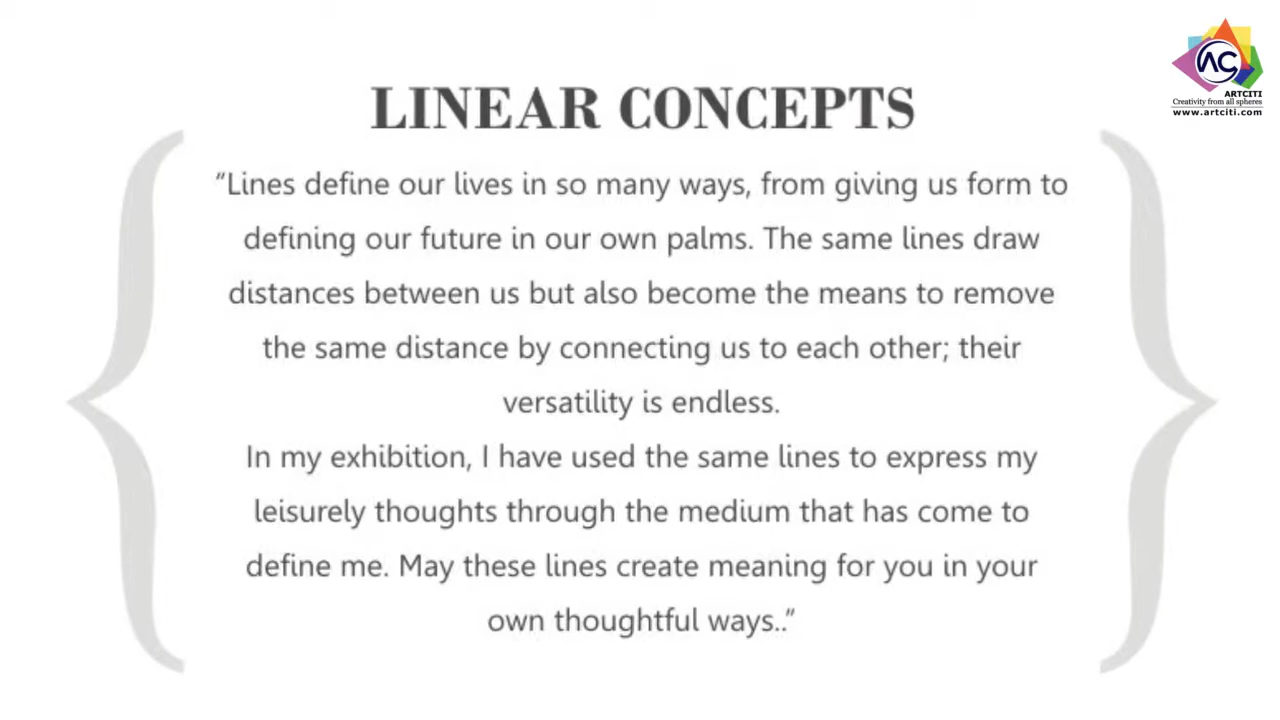 LINEAR CONCEPTS
“Lines define our lives in so many ways, from giving us form to
defining our future in our own palms. The same lines draw
distances between us but also become the means to remove
the same distance by connecting us to each other; their
versatility is endless.
In my exhibition, I have used the same lines to express my
leisurely thoughts through the medium that has come to
define me. May these lines create meaning for you in your
own thoughtful ways..”
AC
ARTCITI
Creativity from all spheres
www.artciti.com